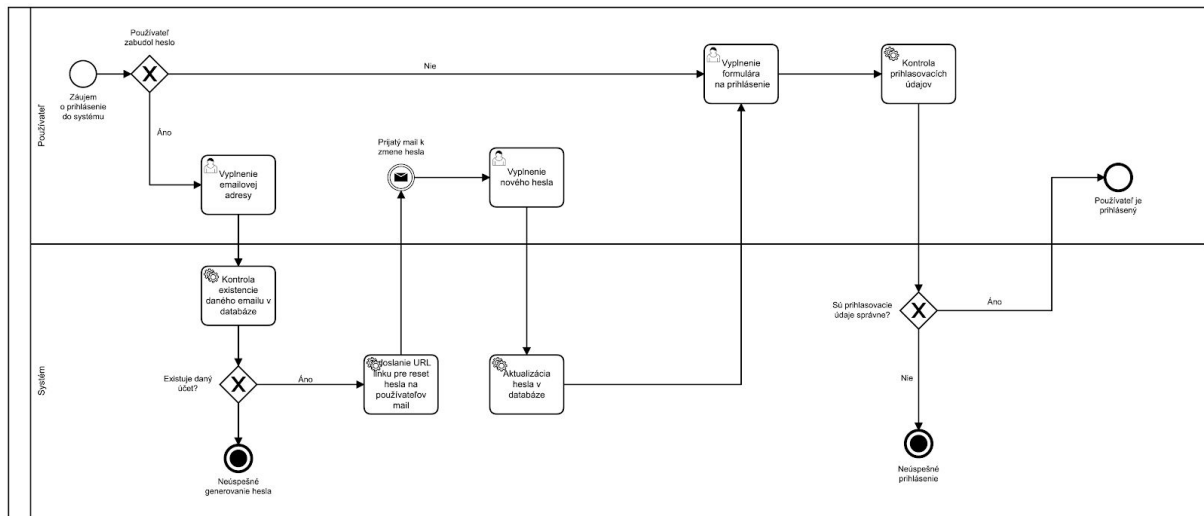 Používateľ
Používateľ
zabudol heslo
Záujem
o prihlásenie
do systému
Nie
Áno
Vyplnenie
formulára
na prihlásenie
Kontrola
prihlasovacích
údajov
Vyplnenie
emailovej
adresy
Prijatý mail k
zmene hesla
Vyplnenie
nového hesla
Používateľ je
prihlásený
Systém
Kontrola
existencie
daného emailu v
databáze
Existuje daný
účet?
Áno
doslanie URL
linku pre reset
hesla na
používateľov
mail
Aktualizácia
hesla v
databáze
Sú prihlasovacie
údaje správne?
Áno
Nie
Neúspešné
generovanie hesla
Neúspešné
prihlásenie